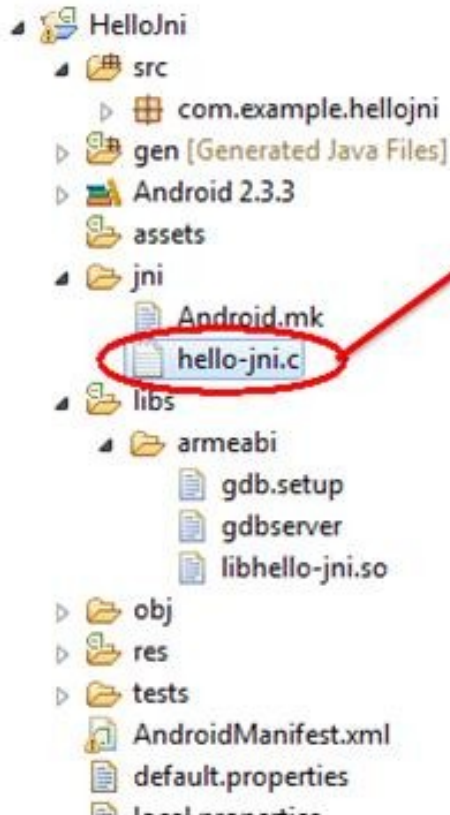 HelloJni
src
com.example.hellojni
gen [Generated Java Files]
Android 2.3.3
assets
jni
Android.mk
hello-jni.c
libs
armeabi
gdb.setup
gdbserver
libhello-jni.so
obj
res
tests
AndroidManifest.xml
default.properties